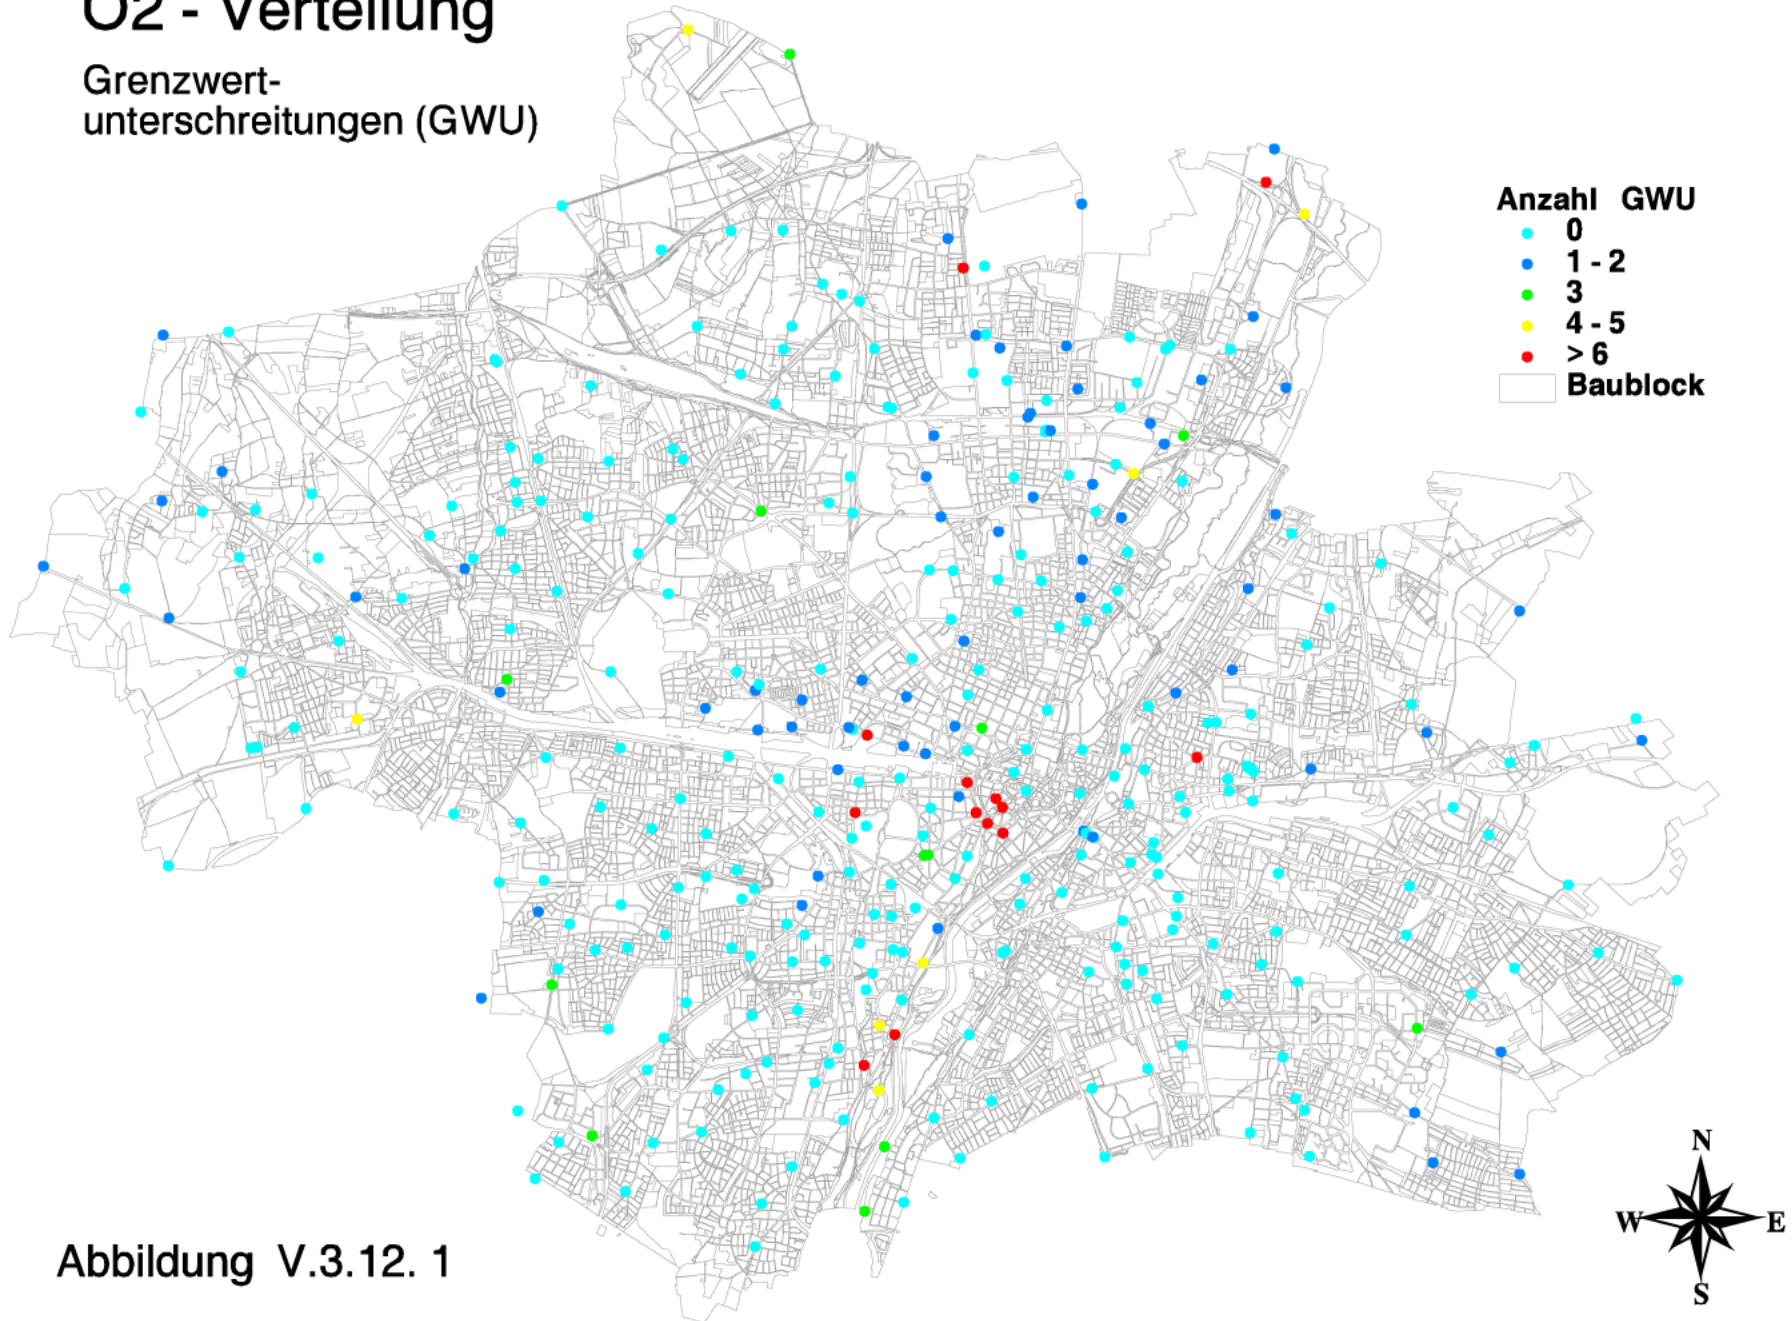 O2 - Verteilung
Grenzwert-
unterschreitungen (GWU)
Anzahl GWU
0
1 - 2
3
4 - 5
> 6
Baublock
N
W
E
S
Abbildung V.3.12. 1